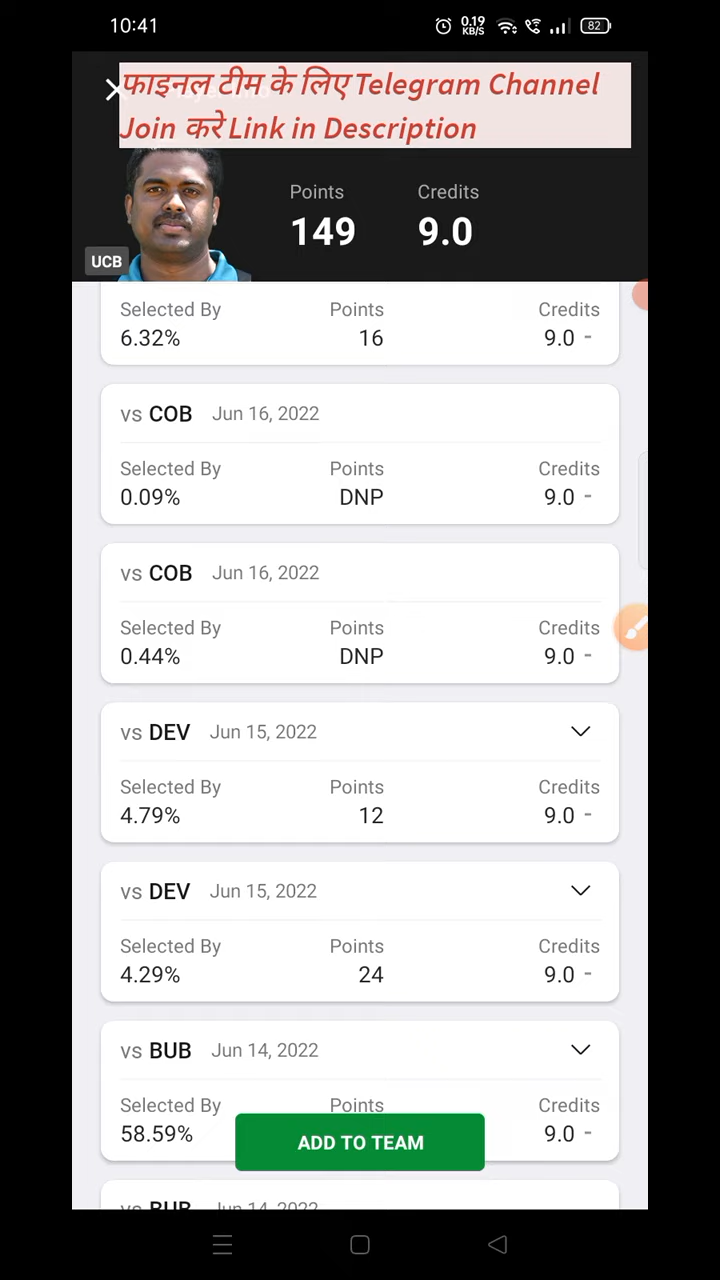 10:41
0.19
KB/S
82
फाइनल टीम के लिए Telegram Channel
Join करे Link in Description
Points Credits
149 9.0
UCB
Selected By Points Credits
6.32% 16 9.0 -
vs COB Jun 16, 2022
Selected By Points Credits
0.09% DNP 9.0 -
vs COB Jun 16, 2022
Selected By Points Credits
0.44% DNP 9.0 -
vs DEV Jun 15, 2022
Selected By Points Credits
4.79% 12 9.0 -
vs DEV Jun 15, 2022
Selected By Points Credits
4.29% 24 9.0 -
vs BUB Jun 14, 2022
Selected By Points Credits
58.59% 9.0 -
ADD TO TEAM
vs BUB Jun 14, 2022